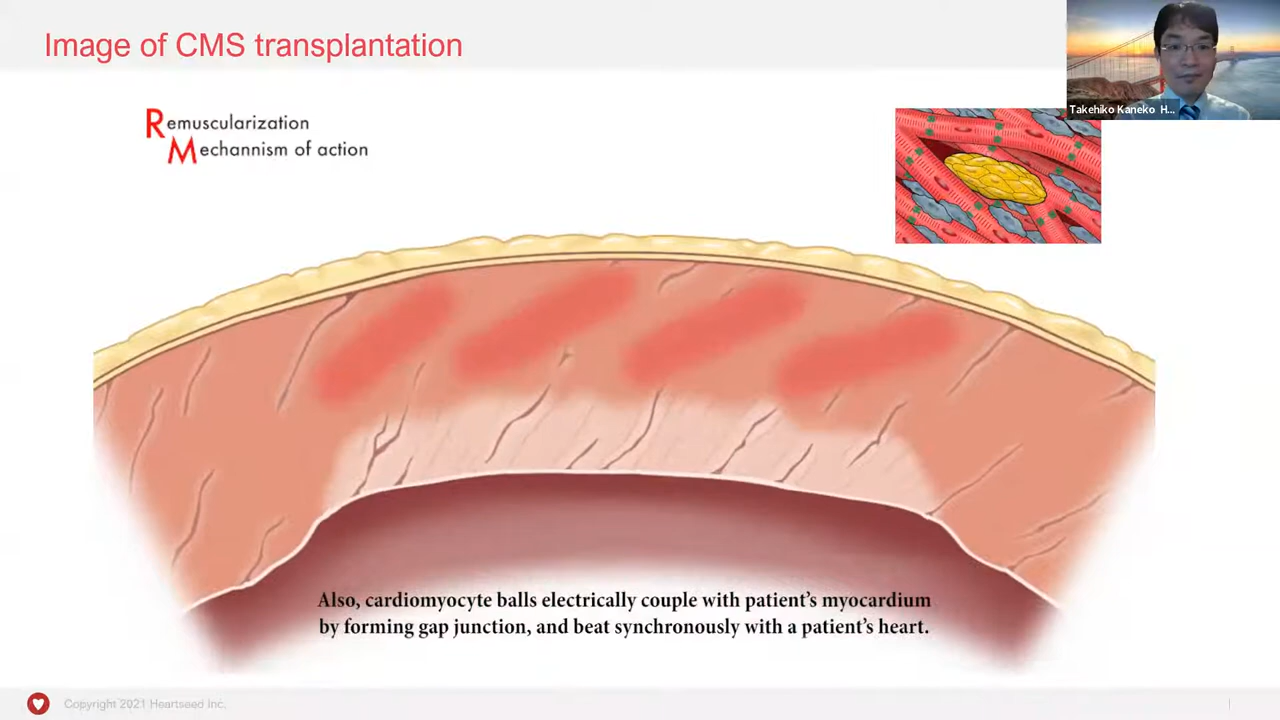 Image of CMS transplantation
Takehiko Kaneko H...
Remuscularization
Mechannism of action
Also, cardiomyocyte balls electrically couple with patient's myocardium
by forming gap junction, and beat synchronously with a patient's heart.
Copyright 2021 Heartseed Inc.